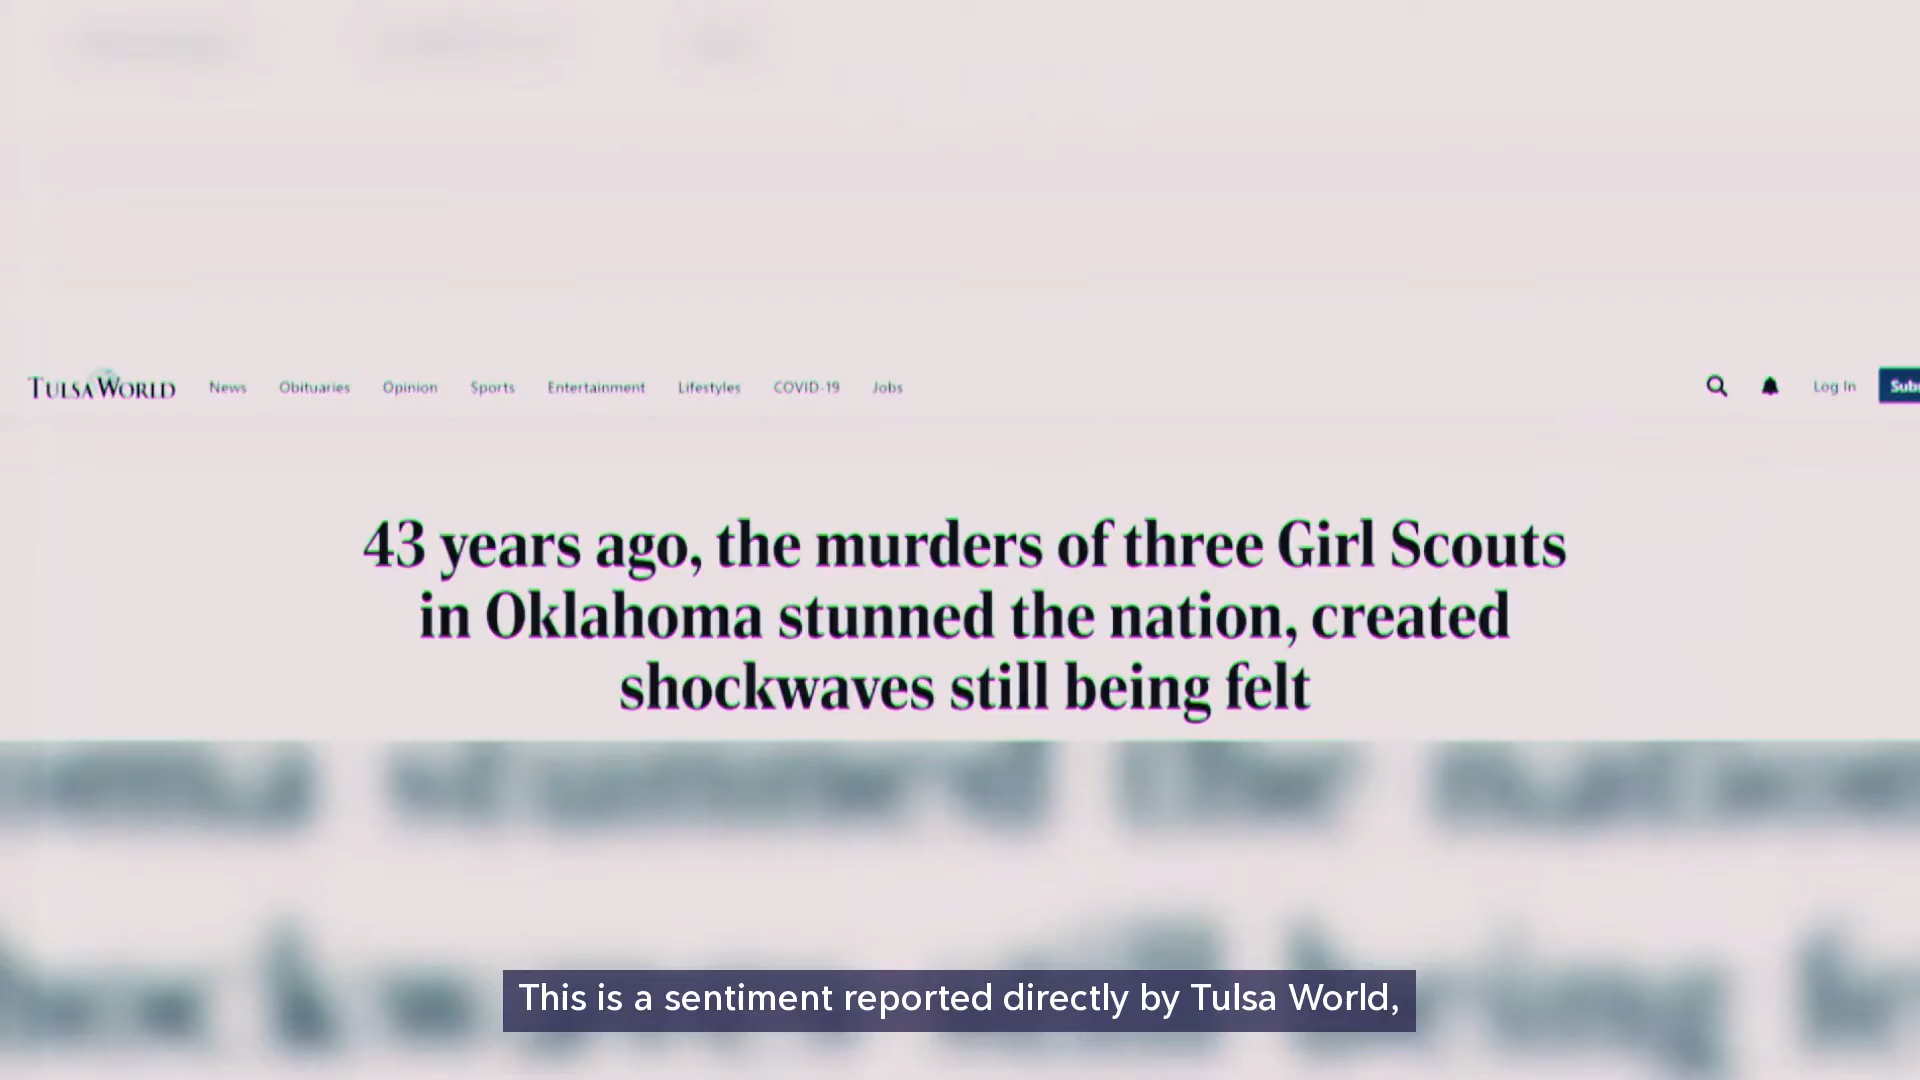 TULSA WORLD News Obituaries Opinion Sports Entertainment Lifestyles COVID-19 Jobs Log In
43 years ago, the murders of three Girl Scouts
in Oklahoma stunned the nation, created
shockwaves still being felt
This is a sentiment reported directly by Tulsa World,